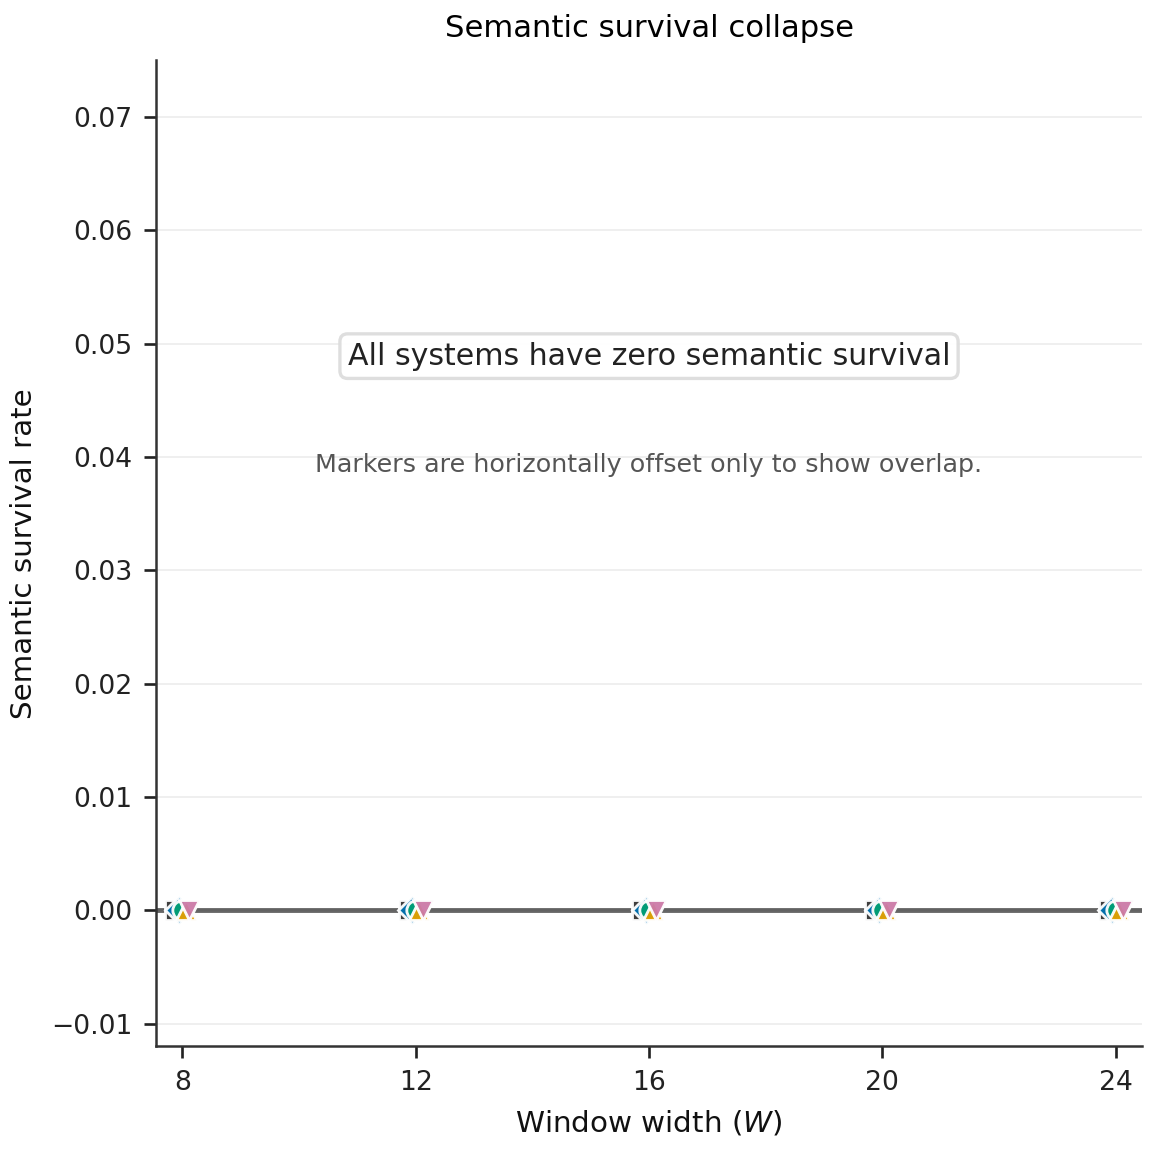 Semantic survival collapse
0.07
0.06
0.05
All systems have zero semantic survival
0.04
Markers are horizontally offset only to show overlap.
0.03
0.02
0.01
0.00
−0.01
Semantic survival rate
8 12 16 20 24
Window width (W)